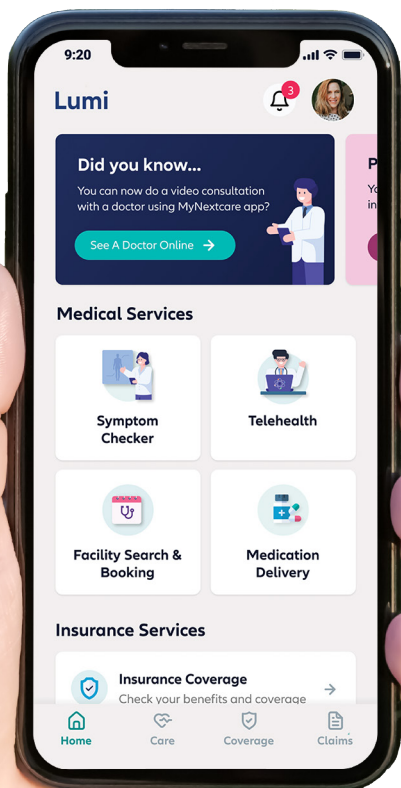 9:20
Lumi
3
Did you know...
You can now do a video consultation
with a doctor using MyNextcare app?
See A Doctor Online
P
Yo
in
Medical Services
Symptom
Checker
Telehealth
Facility Search &
Booking
Medication
Delivery
Insurance Services
Insurance Coverage
Check your benefits and coverage
Home
Care
Coverage
Claims